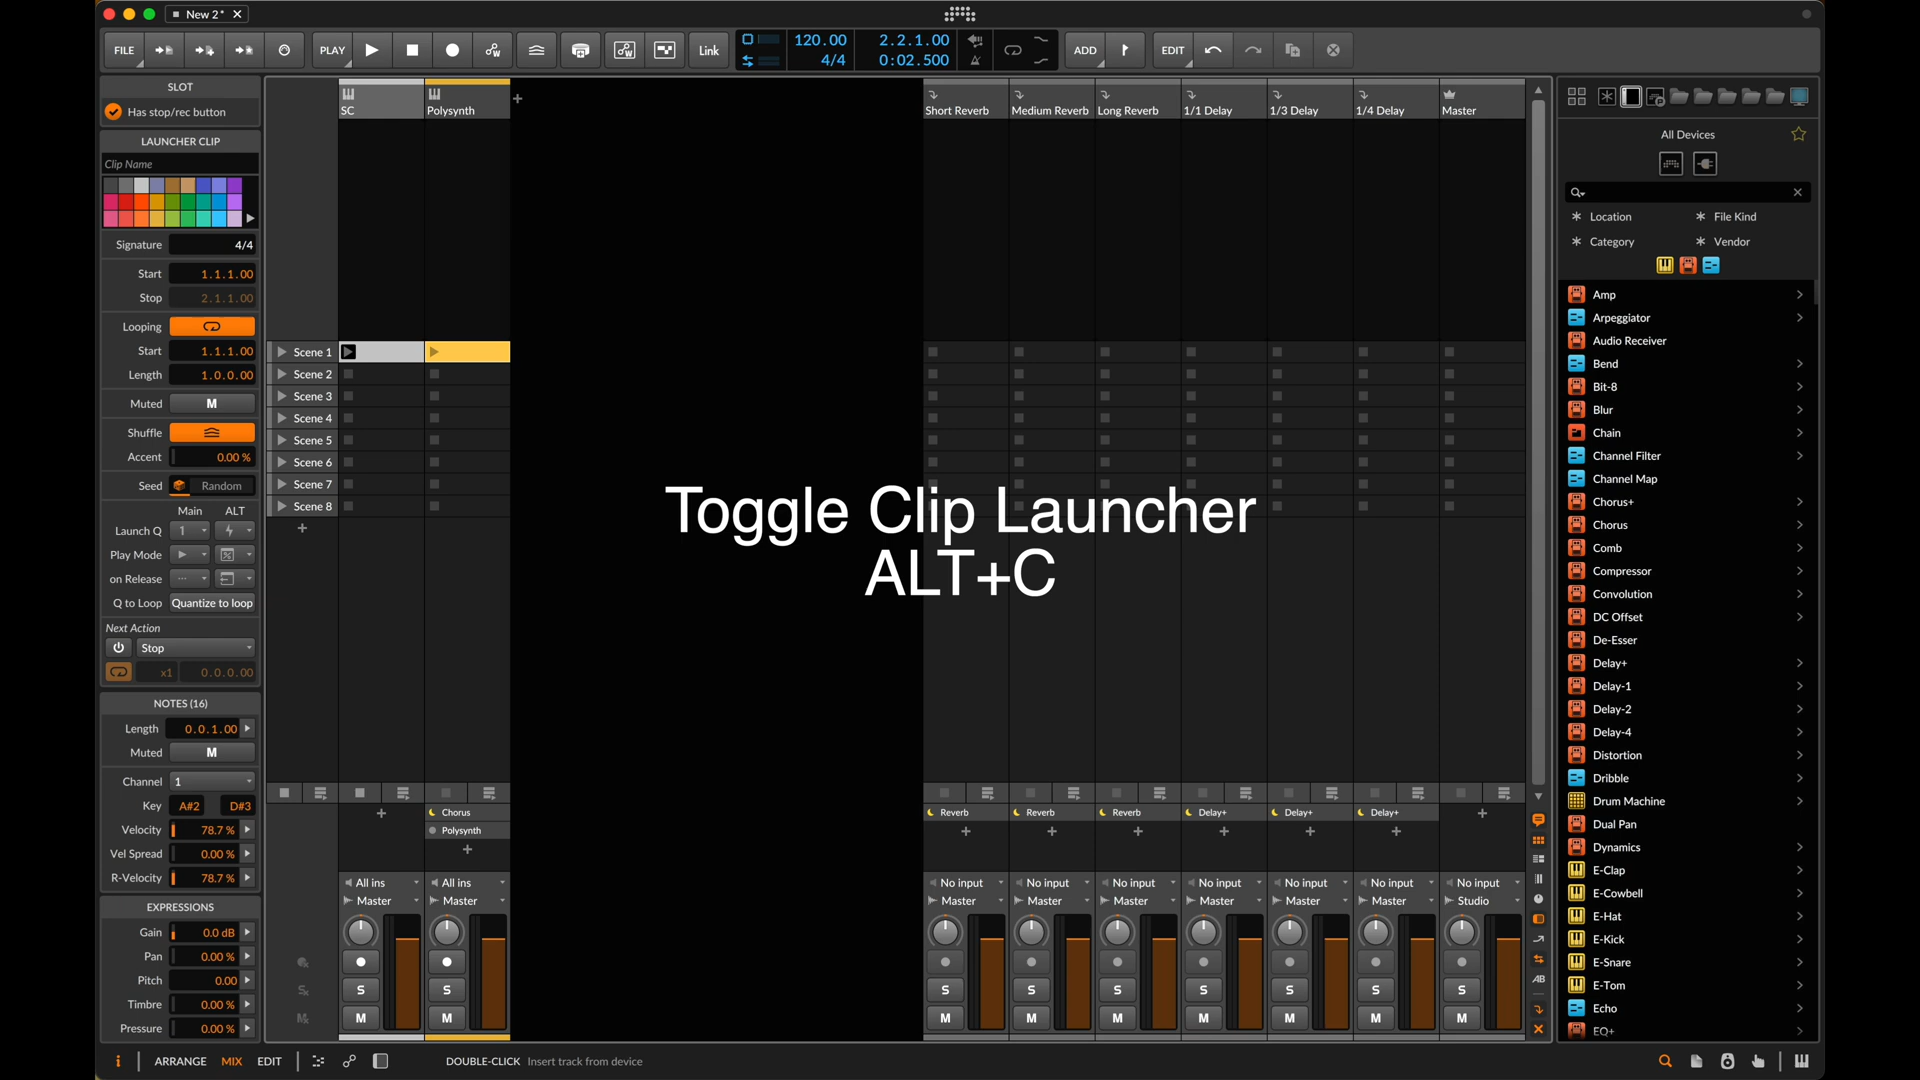 New 2*
FILE
PLAY
Link
120.00
4/4
2.2.1.00
0:02.500
ADD
EDIT
SLOT
Has stop/rec button
LAUNCHER CLIP
Clip Name
Signature 4/4
Start 1.1.1.00
Stop 2.1.1.00
Looping
Start 1.1.1.00
Length 1.0.0.00
Muted M
Shuffle
Accent 0.00 %
Seed Random
Main ALT
Launch Q 1
Play Mode
on Release ...
Q to Loop Quantize to loop
Next Action
Stop
x1 0.0.0.00
NOTES (16)
Length 0.0.1.00
Muted M
Channel 1
Key A#2 D#3
Velocity 78.7 %
Vel Spread 0.00 %
R-Velocity 78.7 %
EXPRESSIONS
Gain 0.0 dB
Pan 0.00 %
Pitch 0.00
Timbre 0.00 %
Pressure 0.00 %
SC Polysynth
Short Reverb Medium Reverb Long Reverb 1/1 Delay 1/3 Delay 1/4 Delay Master
Scene 1
Scene 2
Scene 3
Scene 4
Scene 5
Scene 6
Scene 7
Scene 8
Toggle Clip Launcher
ALT+C
Chorus Reverb Reverb Reverb Delay+ Delay+ Delay+
Polysynth
All ins All ins No input No input No input No input No input No input No input
Master Master Master Master Master Master Master Master Studio
S S S S S S S S S
M M M M M M M M M
AB
All Devices
Location File Kind
Category Vendor
Amp
Arpeggiator
Audio Receiver
Bend
Bit-8
Blur
Chain
Channel Filter
Channel Map
Chorus+
Chorus
Comb
Compressor
Convolution
DC Offset
De-Esser
Delay+
Delay-1
Delay-2
Delay-4
Distortion
Dribble
Drum Machine
Dual Pan
Dynamics
E-Clap
E-Cowbell
E-Hat
E-Kick
E-Snare
E-Tom
Echo
EQ+
i ARRANGE MIX EDIT
DOUBLE-CLICK Insert track from device